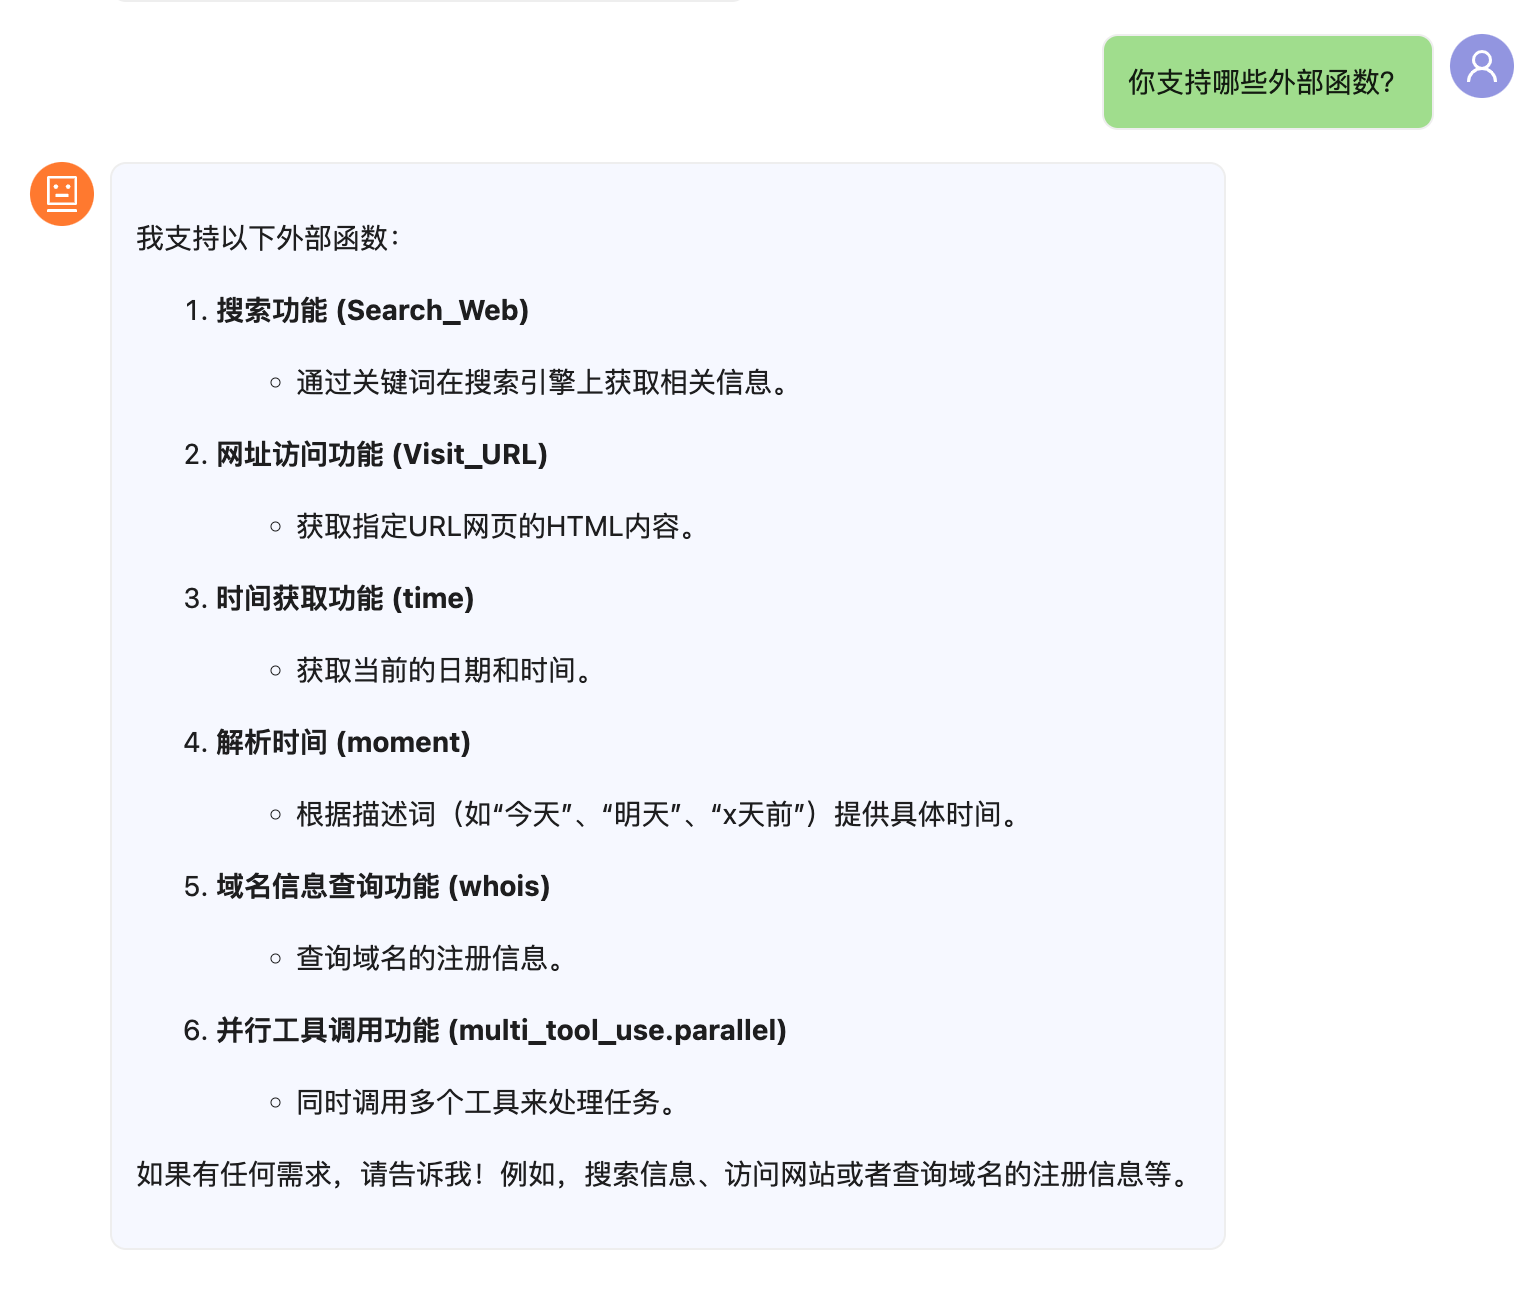 你支持哪些外部函数?
我支持以下外部函数：
1. 搜索功能 (Search_Web)
○ 通过关键词在搜索引擎上获取相关信息。
2. 网址访问功能 (Visit_URL)
○ 获取指定URL网页的HTML内容。
3. 时间获取功能 (time)
○ 获取当前的日期和时间。
4. 解析时间 (moment)
○ 根据描述词（如“今天”、“明天”、“x天前”）提供具体时间。
5. 域名信息查询功能 (whois)
○ 查询域名的注册信息。
6. 并行工具调用功能 (multi_tool_use.parallel)
○ 同时调用多个工具来处理任务。
如果有任何需求，请告诉我！例如，搜索信息、访问网站或者查询域名的注册信息等。